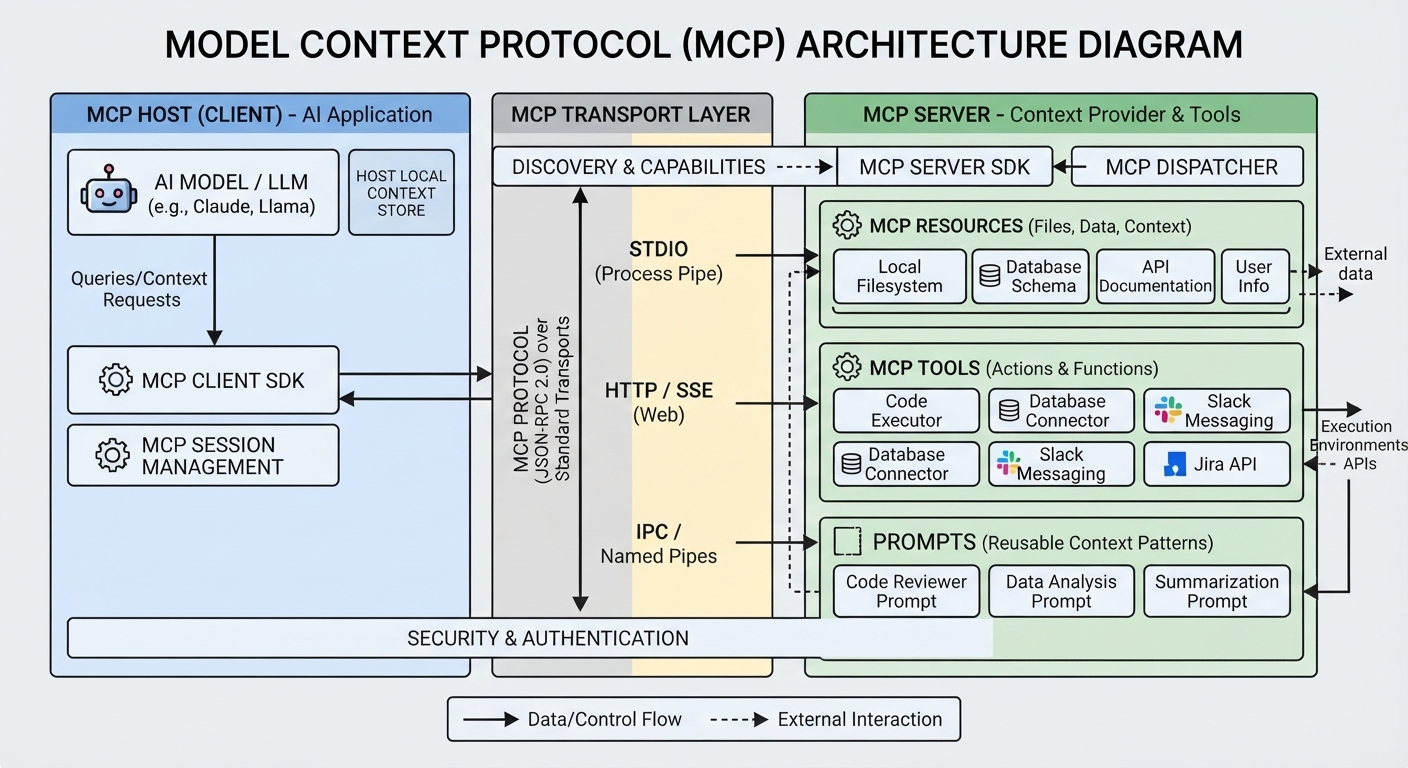 MODEL CONTEXT PROTOCOL (MCP) ARCHITECTURE DIAGRAM
MCP HOST (CLIENT) - AI Application
AI MODEL / LLM
(e.g., Claude, Llama)
HOST LOCAL
CONTEXT
STORE
Queries/Context
Requests
MCP CLIENT SDK
MCP SESSION
MANAGEMENT
MCP TRANSPORT LAYER
DISCOVERY & CAPABILITIES
MCP PROTOCOL
(JSON-RPC 2.0) over
Standard Transports
STDIO
(Process Pipe)
HTTP / SSE
(Web)
IPC /
Named Pipes
MCP SERVER - Context Provider & Tools
MCP SERVER SDK
MCP DISPATCHER
MCP RESOURCES (Files, Data, Context)
Local
Filesystem
Database
Schema
API
Documentation
User
Info
External
data
MCP TOOLS (Actions & Functions)
Code
Executor
Database
Connector
Slack
Messaging
Database
Connector
Slack
Messaging
Jira API
Execution
Environments
APIs
PROMPTS (Reusable Context Patterns)
Code Reviewer
Prompt
Data Analysis
Prompt
Summarization
Prompt
SECURITY & AUTHENTICATION
Data/Control Flow
External Interaction